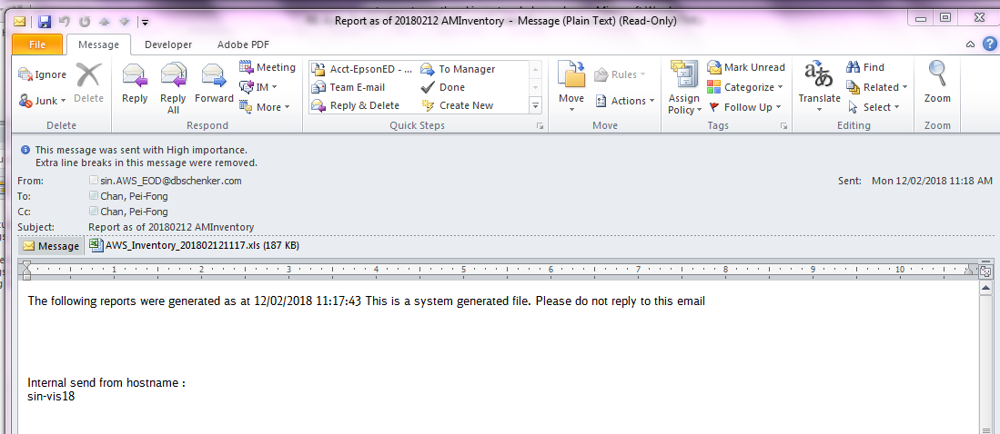 Report as of 20180212 AMInventory - Message (Plain Text) (Read-Only)
File Message Developer Adobe PDF
Ignore
Junk
Delete
Delete
Reply
Reply All
Forward
Meeting
IM
More
Respond
Acct-EpsonED - ...
To Manager
Team E-mail
Done
Reply & Delete
Create New
Quick Steps
Move
Rules
Actions
Move
Assign Policy
Mark Unread
Categorize
Follow Up
Tags
Translate
Find
Related
Select
Editing
Zoom
Zoom
This message was sent with High importance.
Extra line breaks in this message were removed.
From: sin.AWS_EOD@dbschenker.com Sent: Mon 12/02/2018 11:18 AM
To: Chan, Pei-Fong
Cc: Chan, Pei-Fong
Subject: Report as of 20180212 AMInventory
Message AWS_Inventory_201802121117.xls (187 KB)
1 2 3 4 5 6 7 8 9 10
The following reports were generated as at 12/02/2018 11:17:43 This is a system generated file. Please do not reply to this email
Internal send from hostname :
sin-vis18